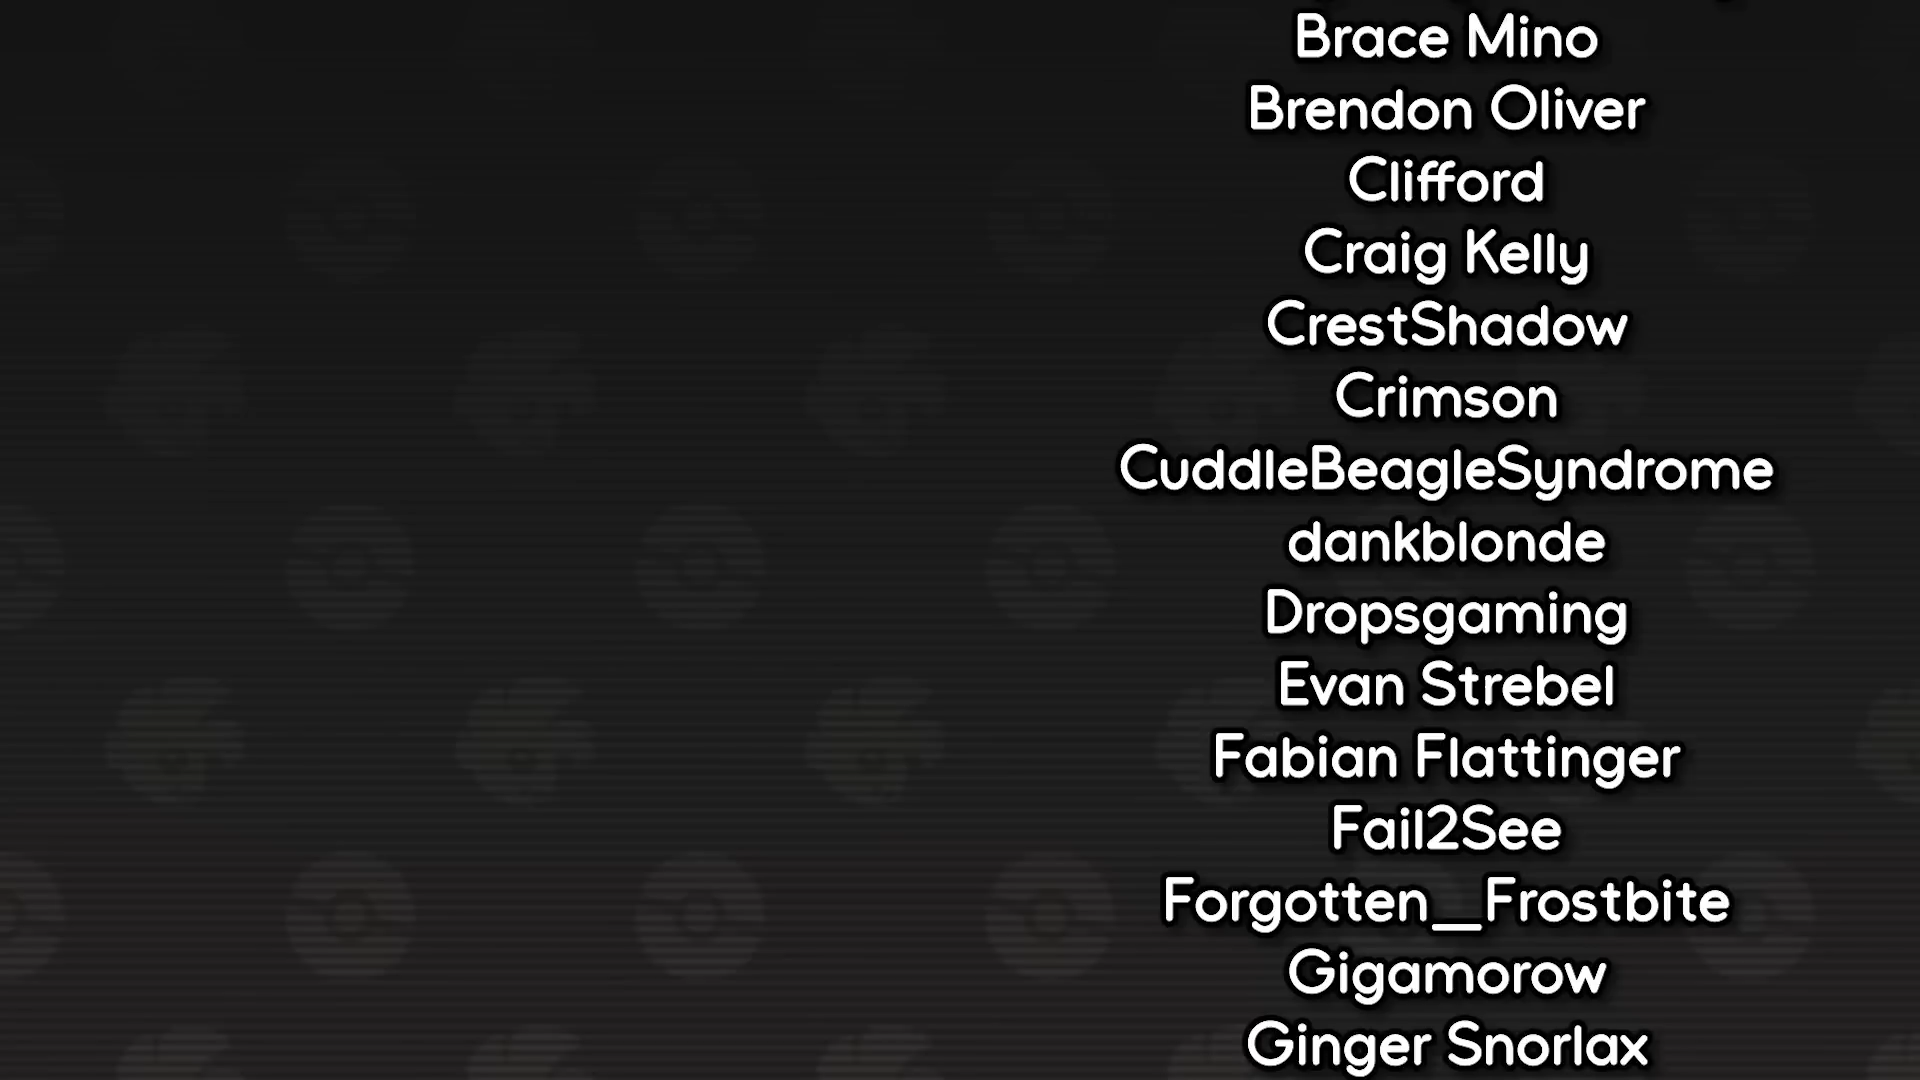 Brace Mino
Brendon Oliver
Clifford
Craig Kelly
CrestShadow
Crimson
CuddleBeagleSyndrome
dankblonde
Dropsgaming
Evan Strebel
Fabian Flattinger
Fail2See
Forgotten_Frostbite
Gigamorow
Ginger Snorlax